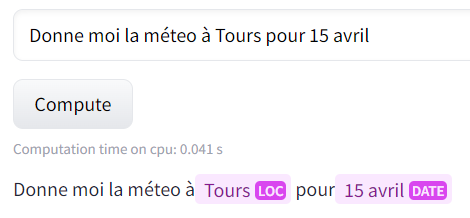 Donne moi la méteo à Tours pour 15 avril
Compute
Computation time on cpu: 0.041 s
Donne moi la méteo à Tours LOC pour 15 avril DATE